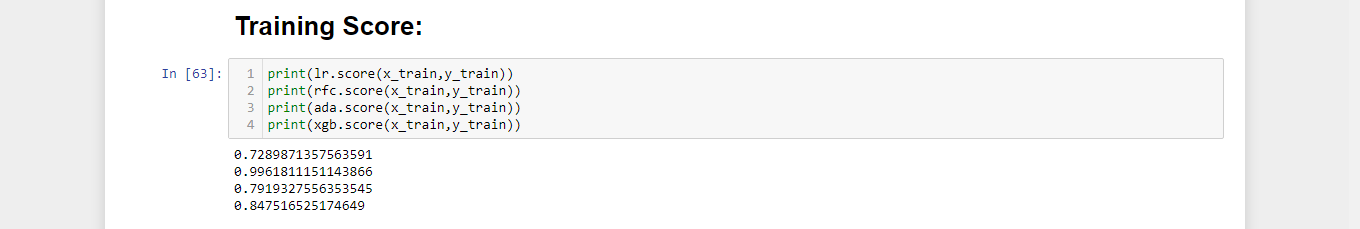 Training Score:
In [63]:
1 print(lr.score(x_train,y_train))
2 print(rfc.score(x_train,y_train))
3 print(ada.score(x_train,y_train))
4 print(xgb.score(x_train,y_train))
0.7289871357563591
0.9961811151143866
0.7919327556353545
0.847516525174649